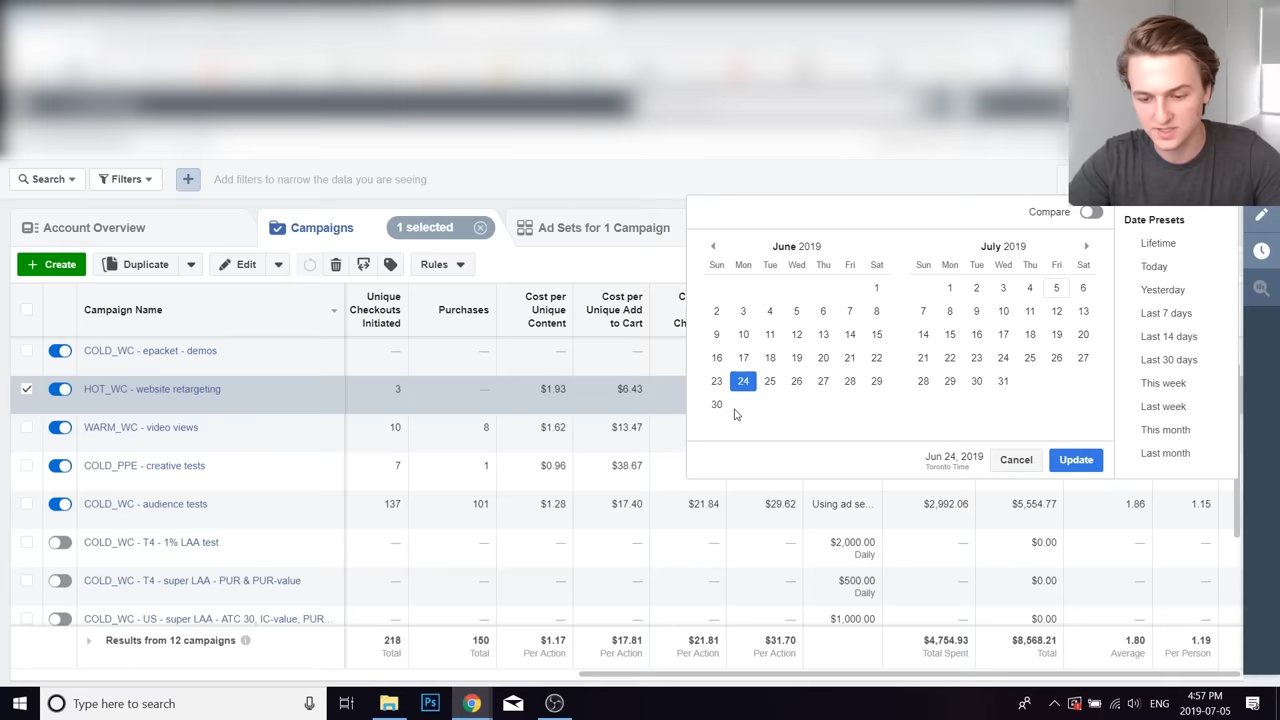 Search
Filters
Add filters to narrow the data you are seeing.
Account Overview
Campaigns
1 selected
Ad Sets for 1 Campaign
Create
Duplicate
Edit
Rules
Campaign Name
Unique Checkouts Initiated
Purchases
Cost per Unique Content
Cost per Unique Add to Cart
COLD_WC - epacket - demos — — — —
HOT_WC - website retargeting 3 — $1.93 $6.43
WARM_WC - video views 10 8 $1.62 $13.47
COLD_PPE - creative tests 7 1 $0.96 $38.67
COLD_WC - audience tests 137 101 $1.28 $17.40 $21.84 $29.62 Using ad se... $2,992.06 $5,554.77 1.86 1.15
COLD_WC - T4 - 1% LAA test — — — — — — $2,000.00 — $0.00 — —
Daily
COLD_WC - T4 - super LAA - PUR & PUR-value — — — — — — $500.00 — $0.00 — —
Daily
COLD_WC - US - super LAA - ATC 30, IC-value, PUR... — — — — — — $1,000.00 — $0.00 — —
Results from 12 campaigns 218 150 $1.17 $17.81 $21.81 $31.70 $4,754.93 $8,568.21 1.80 1.19
Total Total Per Action Per Action Per Action Per Action Total Spent Total Average Per Person
Compare
June 2019
Sun Mon Tue Wed Thu Fri Sat
1
2 3 4 5 6 7 8
9 10 11 12 13 14 15
16 17 18 19 20 21 22
23 24 25 26 27 28 29
30
July 2019
Sun Mon Tue Wed Thu Fri Sat
1 2 3 4 5 6
7 8 9 10 11 12 13
14 15 16 17 18 19 20
21 22 23 24 25 26 27
28 29 30 31
Jun 24, 2019
Toronto Time
Cancel
Update
Date Presets
Lifetime
Today
Yesterday
Last 7 days
Last 14 days
Last 30 days
This week
Last week
This month
Last month
Type here to search
Ps
ENG
4:57 PM
2019-07-05